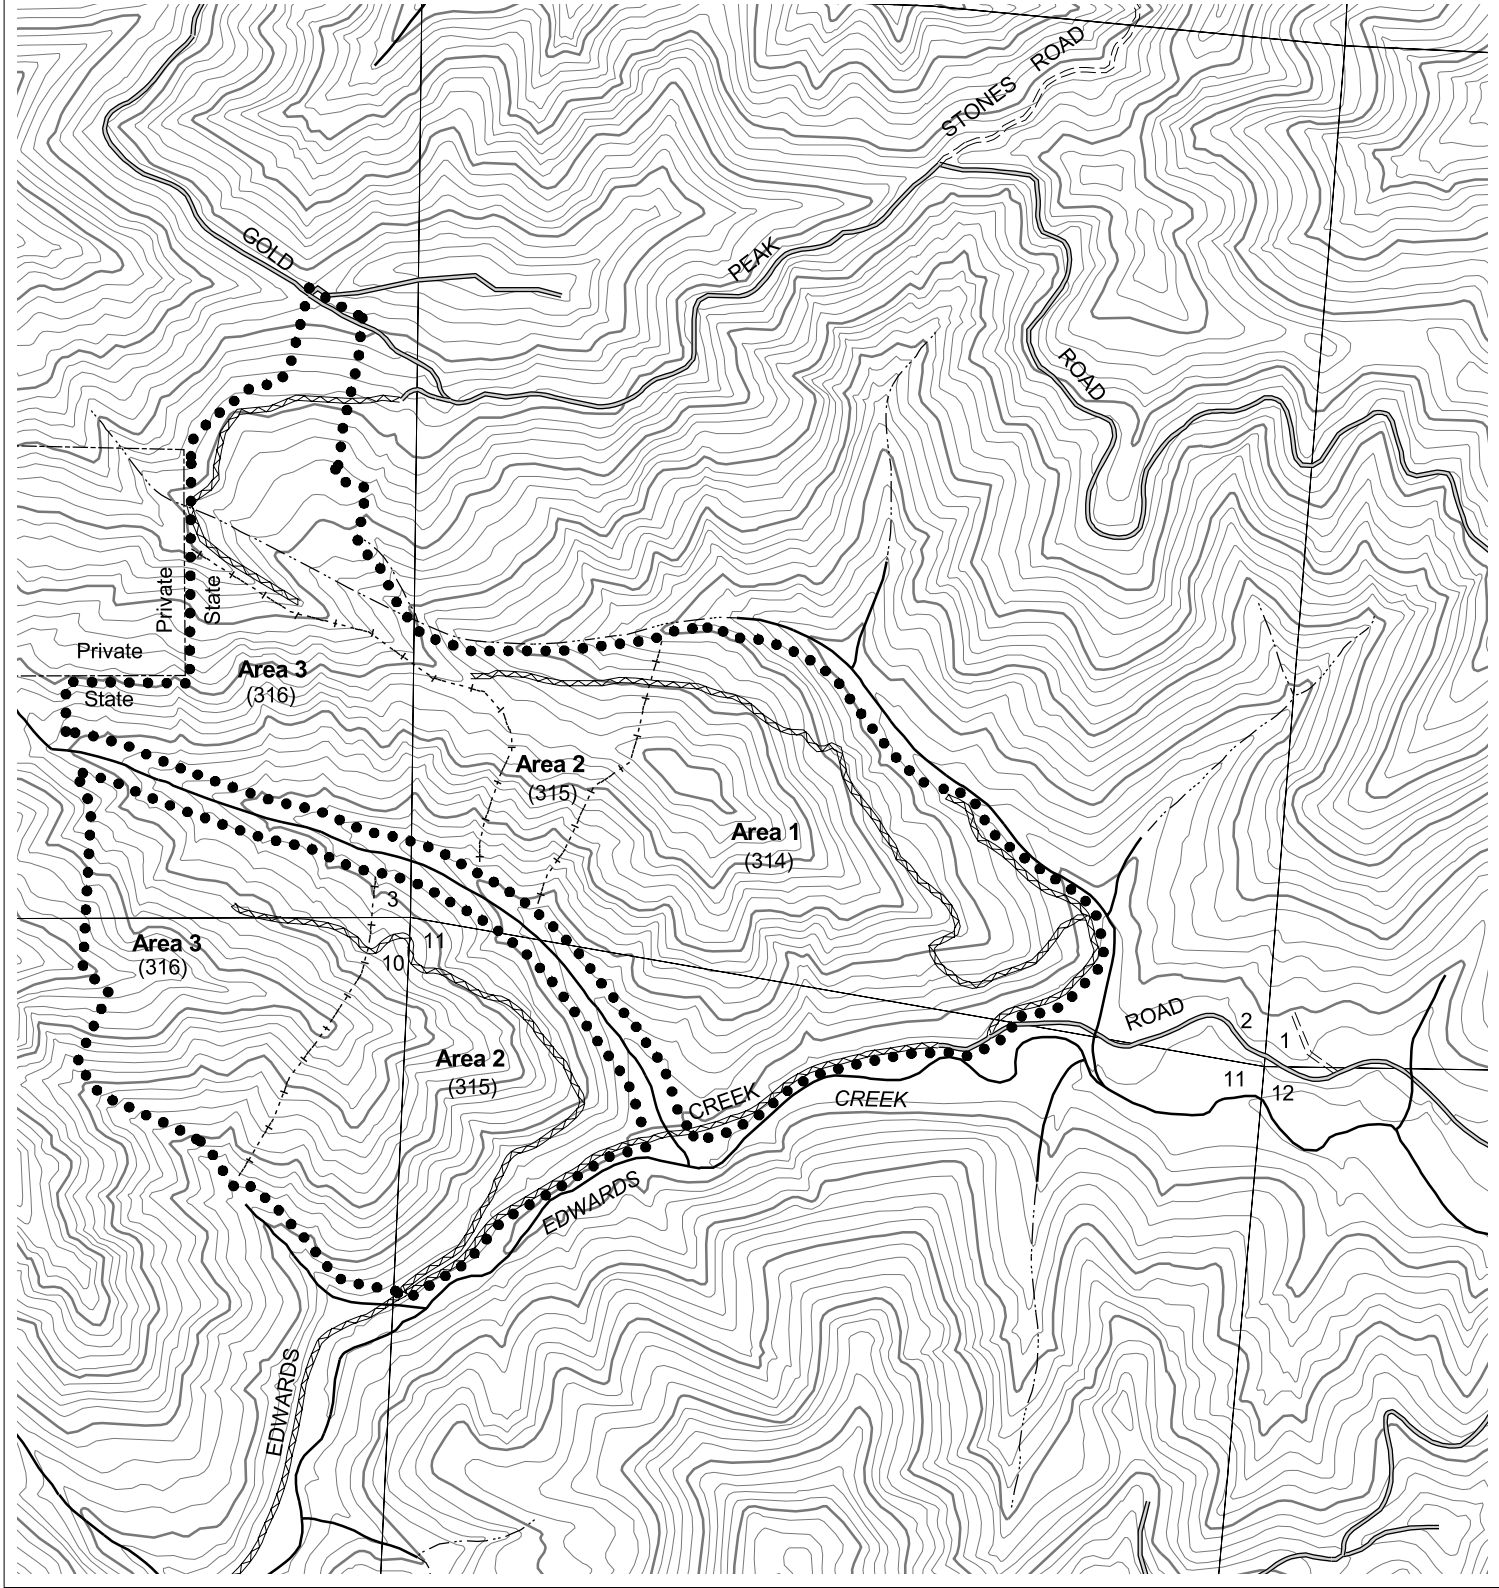 STONES ROAD
GOLD
PEAK
ROAD
Private
State
Private
State
Area 3
(316)
Area 2
(315)
Area 1
(314)
3
11
10
Area 3
(316)
Area 2
(315)
ROAD
2
1
11
12
CREEK
CREEK
EDWARDS
EDWARDS